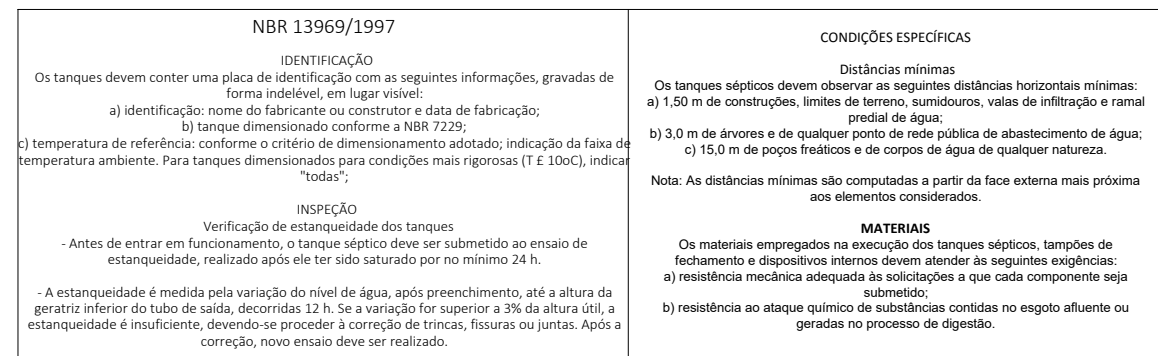 NBR 13969/1997
IDENTIFICAÇÃO
Os tanques devem conter uma placa de identificação com as seguintes informações, gravadas de
forma indelével, em lugar visível:
a) identificação: nome do fabricante ou construtor e data de fabricação;
b) tanque dimensionado conforme a NBR 7229;
c) temperatura de referência: conforme o critério de dimensionamento adotado; indicação da faixa de
temperatura ambiente. Para tanques dimensionados para condições mais rigorosas (T £ 10oC), indicar
"todas";
INSPEÇÃO
Verificação de estanqueidade dos tanques
- Antes de entrar em funcionamento, o tanque séptico deve ser submetido ao ensaio de
estanqueidade, realizado após ele ter sido saturado por no mínimo 24 h.
- A estanqueidade é medida pela variação do nível de água, após preenchimento, até a altura da
geratriz inferior do tubo de saída, decorridas 12 h. Se a variação for superior a 3% da altura útil, a
estanqueidade é insuficiente, devendo-se proceder à correção de trincas, fissuras ou juntas. Após a
correção, novo ensaio deve ser realizado.
CONDIÇÕES ESPECÍFICAS
Distâncias mínimas
Os tanques sépticos devem observar as seguintes distâncias horizontais mínimas:
a) 1,50 m de construções, limites de terreno, sumidouros, valas de infiltração e ramal
predial de água;
b) 3,0 m de árvores e de qualquer ponto de rede pública de abastecimento de água;
c) 15,0 m de poços freáticos e de corpos de água de qualquer natureza.
Nota: As distâncias mínimas são computadas a partir da face externa mais próxima
aos elementos considerados.
MATERIAIS
Os materiais empregados na execução dos tanques sépticos, tampões de
fechamento e dispositivos internos devem atender às seguintes exigências:
a) resistência mecânica adequada às solicitações a que cada componente seja
submetido;
b) resistência ao ataque químico de substâncias contidas no esgoto afluente ou
geradas no processo de digestão.